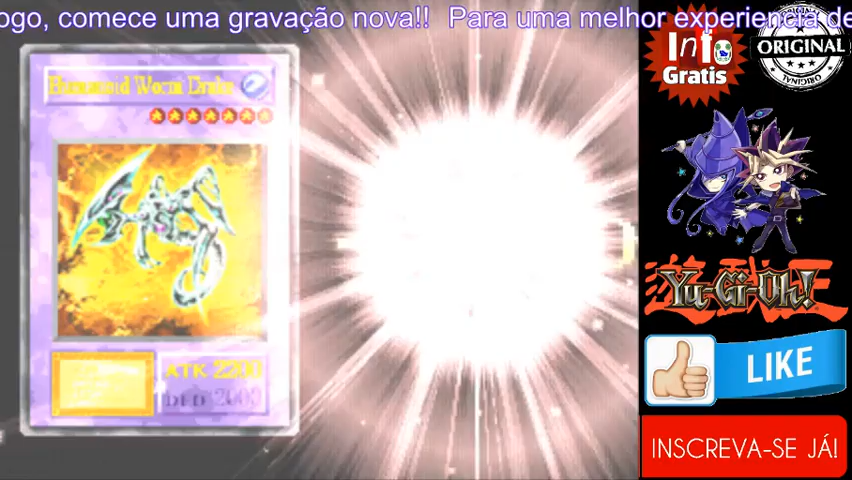 ogo, comece uma gravação nova!! Para uma melhor experiencia de
Humanoid Worm Drake
ATK 2200
DEF 2000
Info
Gratis
ORIGINAL
ORIGINAL
Yu-Gi-Oh!
LIKE
INSCREVA-SE JÁ!